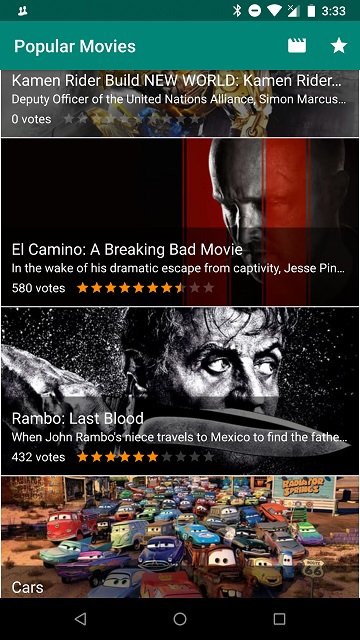 3:33
Popular Movies
Kamen Rider Build NEW WORLD: Kamen Rider...
Deputy Officer of the United Nations Alliance, Simon Marcus...
0 votes
El Camino: A Breaking Bad Movie
In the wake of his dramatic escape from captivity, Jesse Pin...
580 votes
Rambo: Last Blood
When John Rambo's niece travels to Mexico to find the fathe...
432 votes
RADIATOR
SPRINGS
ROUTE
66
Cars